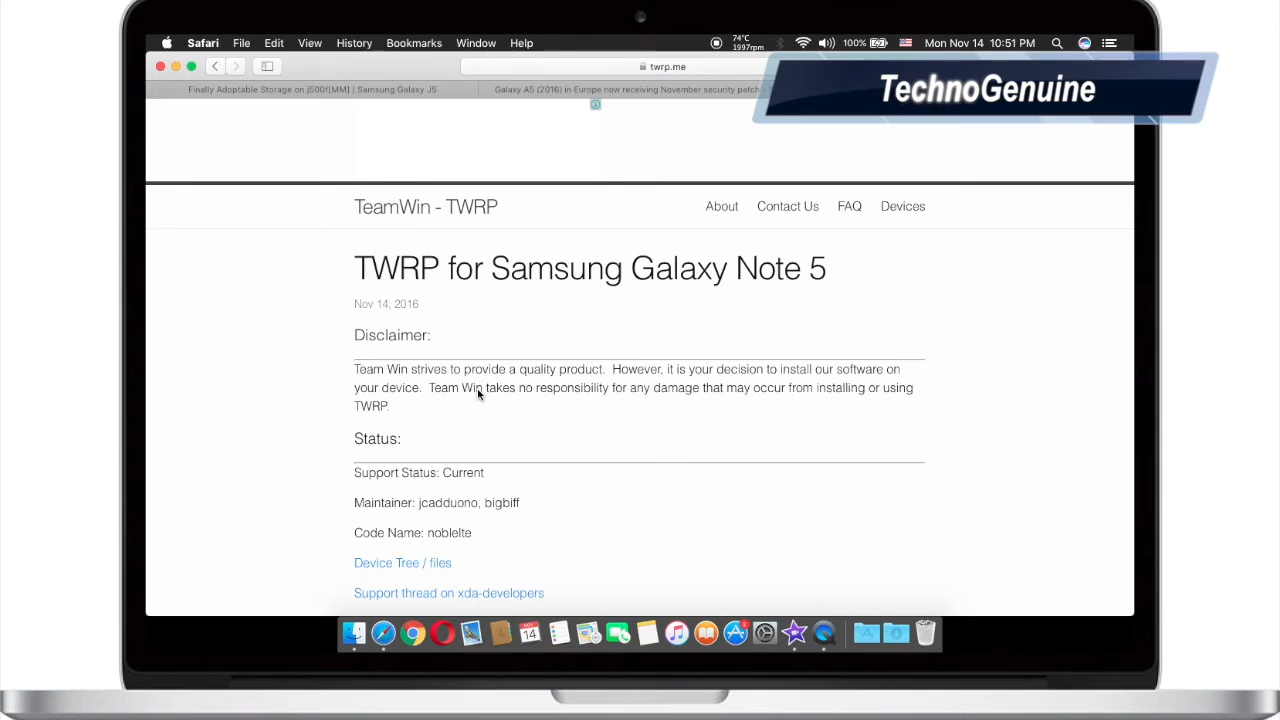 Safari File Edit View History Bookmarks Window Help
74°C
1997rpm
100%
Mon Nov 14 10:51 PM
twrp.me
TechnoGenuine
Finally Adoptable Storage on j500f[MM] | Samsung Galaxy J5
Galaxy A5 (2016) in Europe now receiving November security patch -
TeamWin - TWRP
About Contact Us FAQ Devices
TWRP for Samsung Galaxy Note 5
Nov 14, 2016
Disclaimer:
Team Win strives to provide a quality product. However, it is your decision to install our software on
your device. Team Win takes no responsibility for any damage that may occur from installing or using
TWRP.
Status:
Support Status: Current
Maintainer: jcadduono, bigbiff
Code Name: noblelte
Device Tree / files
Support thread on xda-developers
NOV
14
2